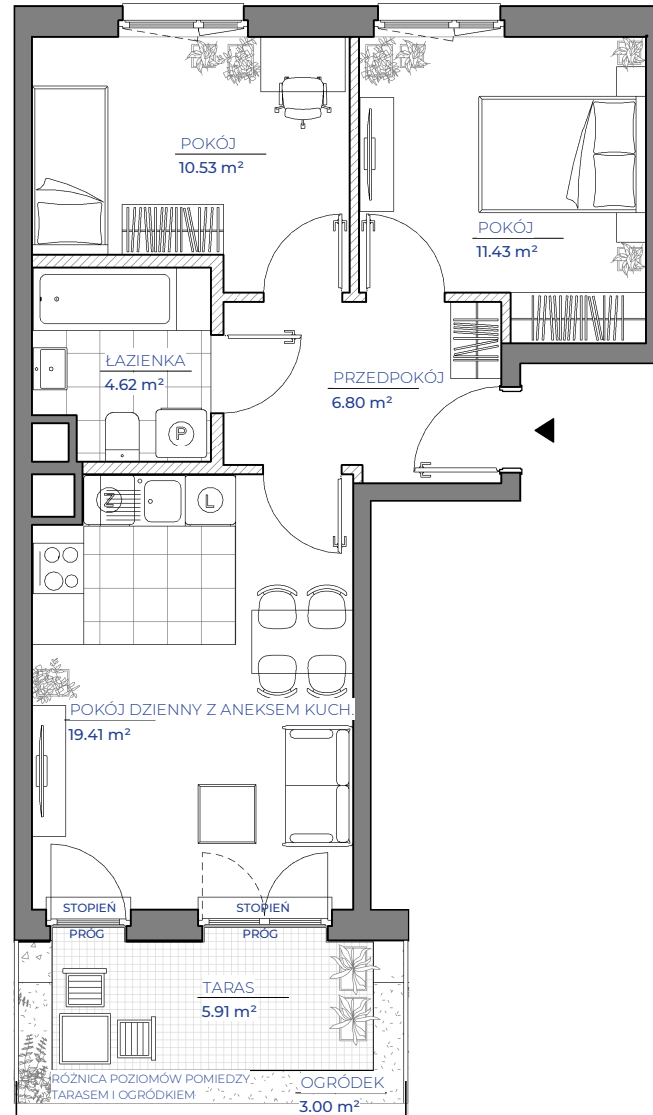 POKÓJ
10.53 m²
POKÓJ
11.43 m²
ŁAZIENKA
4.62 m²
PRZEDPOKÓJ
6.80 m²
P
Z
L
POKÓJ DZIENNY Z ANEKSEM KUCH.
19.41 m²
STOPIEŃ
STOPIEŃ
PRÓG
PRÓG
TARAS
5.91 m²
RÓŻNICA POZIOMÓW POMIEDZY
TARASEM I OGRÓDKIEM
OGRÓDEK
3.00 m²